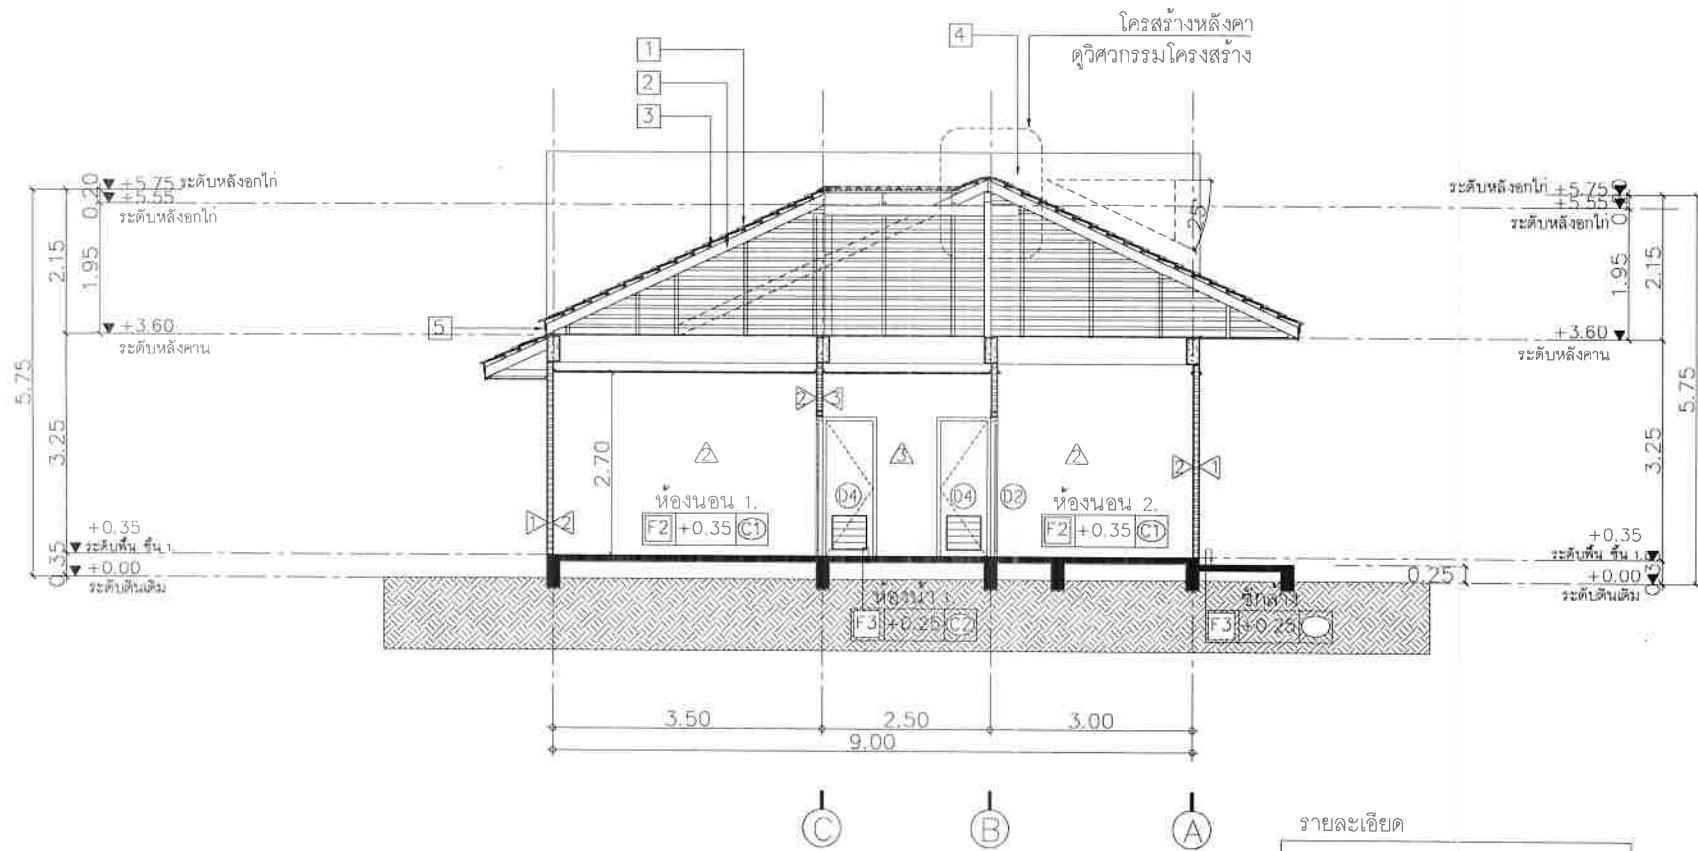 โครสร้างหลังคา
ดูวิศวกรรมโครงสร้าง
1
2
3
4
5
0.20
+5.75 ระดับหลังอกไก่
+5.55
ระดับหลังอกไก่
2.15
1.95
+3.60
ระดับหลังคาน
5.75
3.25
+0.35
ระดับพื้น ชั้น 1.
0.35
+0.00
ระดับดินเดิม
ระดับหลังอกไก่ +5.75
+5.55
ระดับหลังอกไก่
25
1.95
2.15
+3.60
ระดับหลังคาน
5.75
3.25
+0.35
ระดับพื้น ชั้น 1.
0.25
+0.00
ระดับดินเดิม
2.70
2 3
2
3
2
2 1
1 2
ห้องนอน 1.
F2 +0.35 C1
D4
D4
D2
ห้องนอน 2.
F2 +0.35 C1
ห้องน้ำ 1.
F3 +0.25 C2
ซักล้าง
F3 +0.25
3.50
2.50
3.00
9.00
C
B
A
รายละเอียด